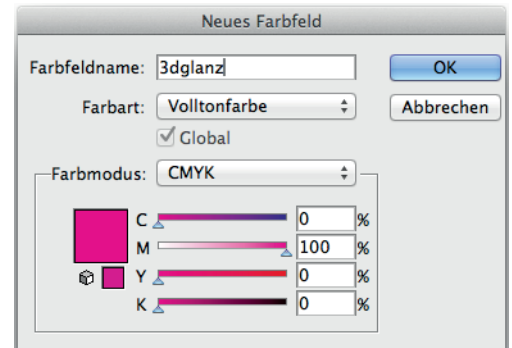 Neues Farbfeld
Farbfeldname: 3dglanz OK
Farbart: Volltonfarbe Abbrechen
Global
Farbmodus: CMYK
C 0 %
M 100 %
Y 0 %
K 0 %